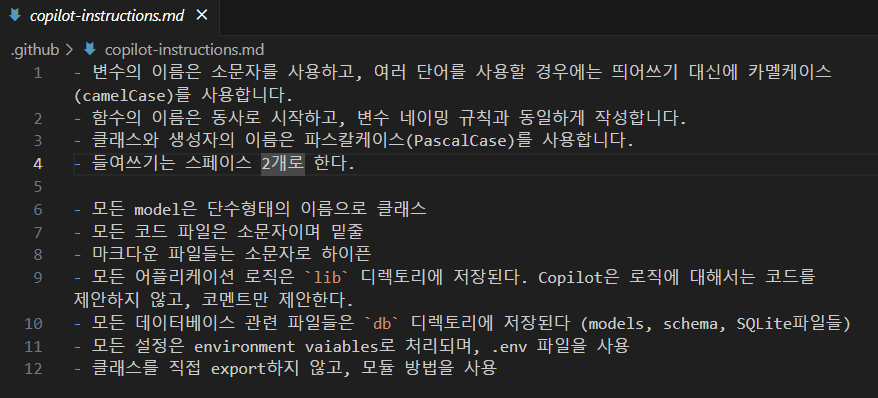 copilot-instructions.md ×
.github > copilot-instructions.md
1 - 변수의 이름은 소문자를 사용하고, 여러 단어를 사용할 경우에는 띄어쓰기 대신에 카멜케이스
(camelCase)를 사용합니다.
2 - 함수의 이름은 동사로 시작하고, 변수 네이밍 규칙과 동일하게 작성합니다.
3 - 클래스와 생성자의 이름은 파스칼케이스(PascalCase)를 사용합니다.
4 - 들여쓰기는 스페이스 2개로 한다.
5
6 - 모든 model은 단수형태의 이름으로 클래스
7 - 모든 코드 파일은 소문자이며 밑줄
8 - 마크다운 파일들는 소문자로 하이픈
9 - 모든 어플리케이션 로직은 `lib` 디렉토리에 저장된다. Copilot은 로직에 대해서는 코드를
제안하지 않고, 코멘트만 제안한다.
10 - 모든 데이터베이스 관련 파일들은 `db` 디렉토리에 저장된다 (models, schema, SQLite파일들)
11 - 모든 설정은 environment vaiables로 처리되며, .env 파일을 사용
12 - 클래스를 직접 export하지 않고, 모듈 방법을 사용